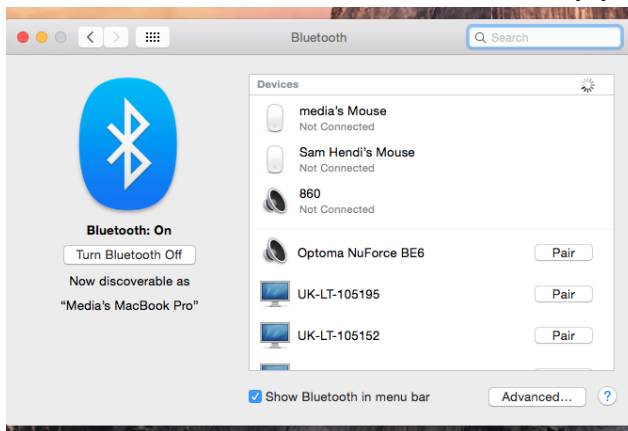 Bluetooth
Search
Devices
media's Mouse
Not Connected
Sam Hendi's Mouse
Not Connected
860
Not Connected
Bluetooth: On
Turn Bluetooth Off
Now discoverable as
“Media's MacBook Pro”
Optoma NuForce BE6
Pair
UK-LT-105195
Pair
UK-LT-105152
Pair
Show Bluetooth in menu bar
Advanced...
?